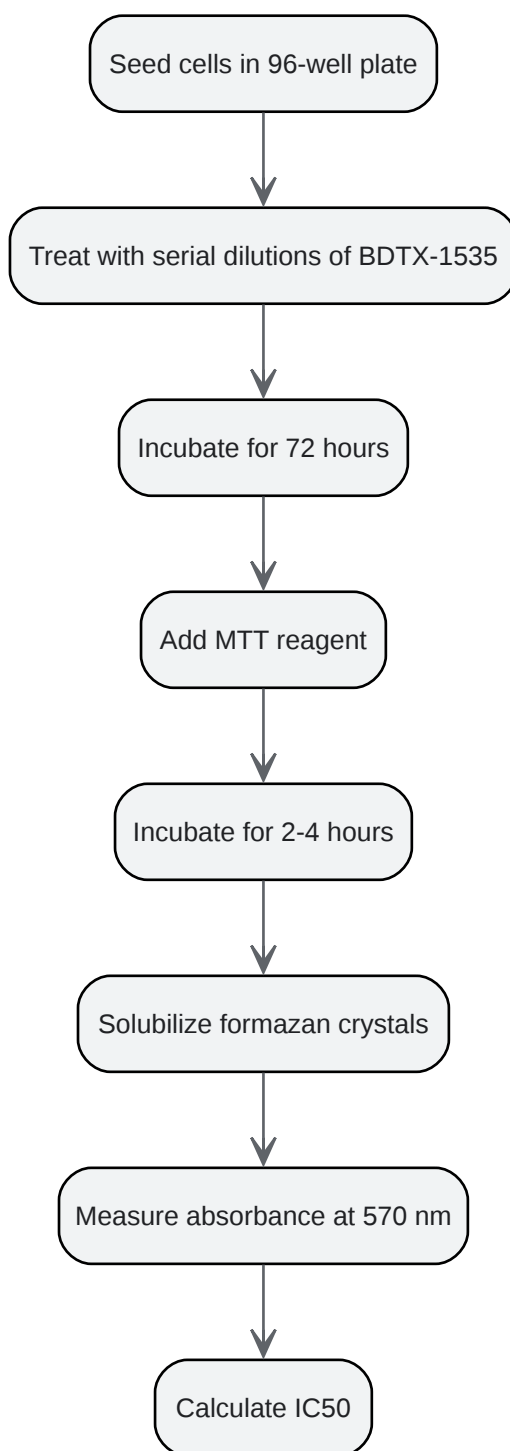 Seed cells in 96-well plate
Treat with serial dilutions of BDTX-1535
Incubate for 72 hours
Add MTT reagent
Incubate for 2-4 hours
Solubilize formazan crystals
Measure absorbance at 570 nm
Calculate IC50